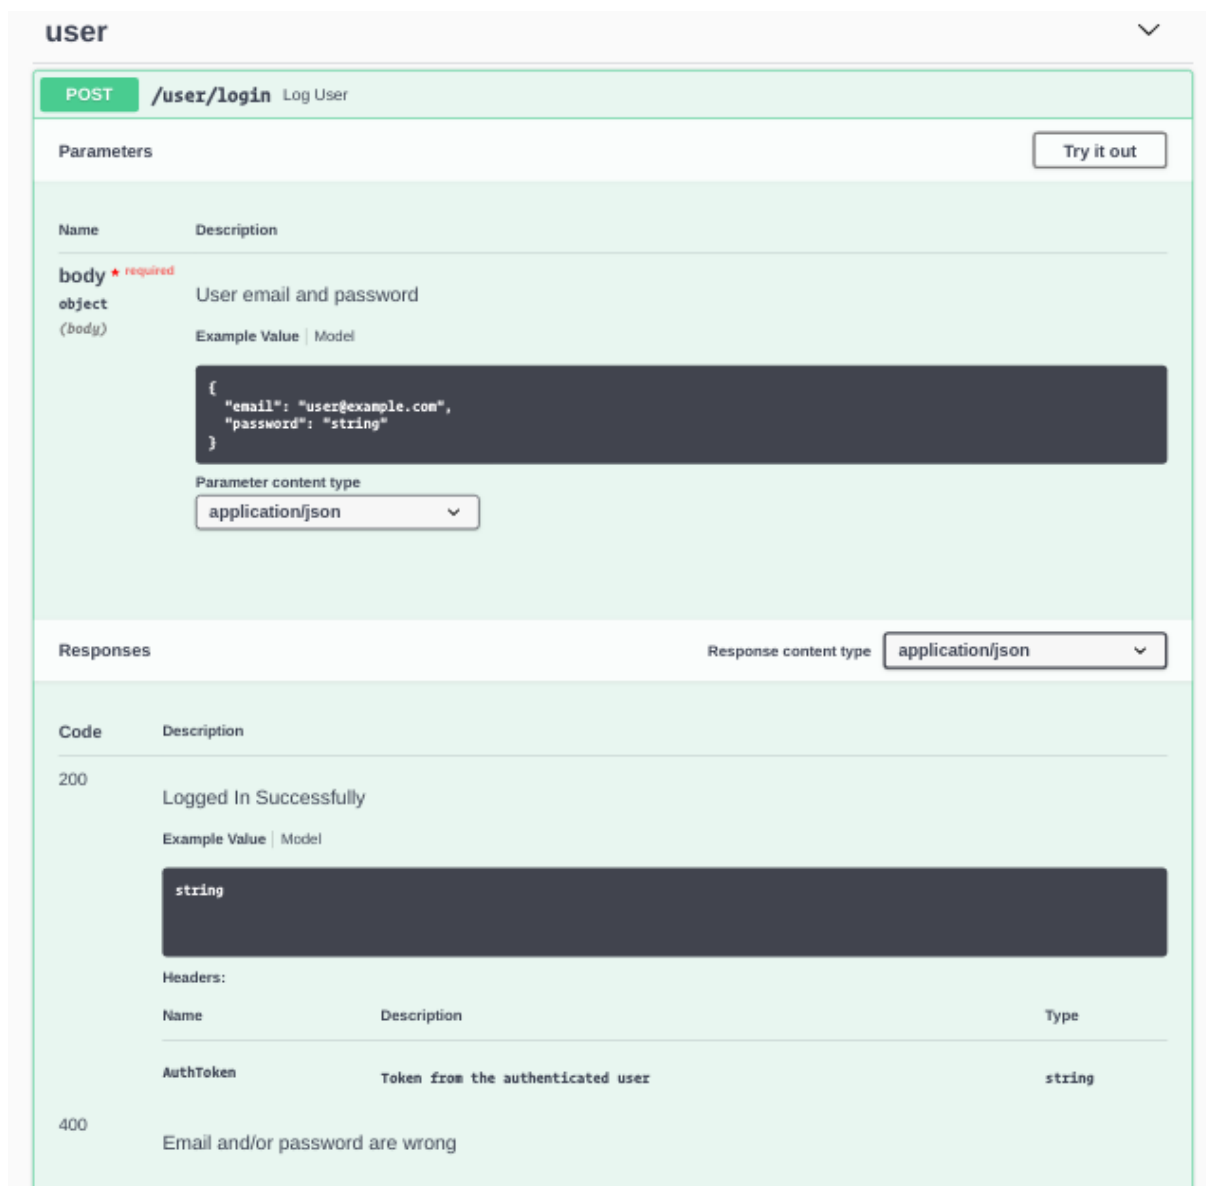 user
POST /user/login Log User
Parameters Try it out
Name Description
body * required
object
(body)
User email and password
Example Value Model
{
"email": "user@example.com",
"password": "string"
}
Parameter content type
application/json
Responses Response content type application/json
Code Description
200
Logged In Successfully
Example Value Model
string
Headers:
Name Description Type
AuthToken Token from the authenticated user string
400
Email and/or password are wrong